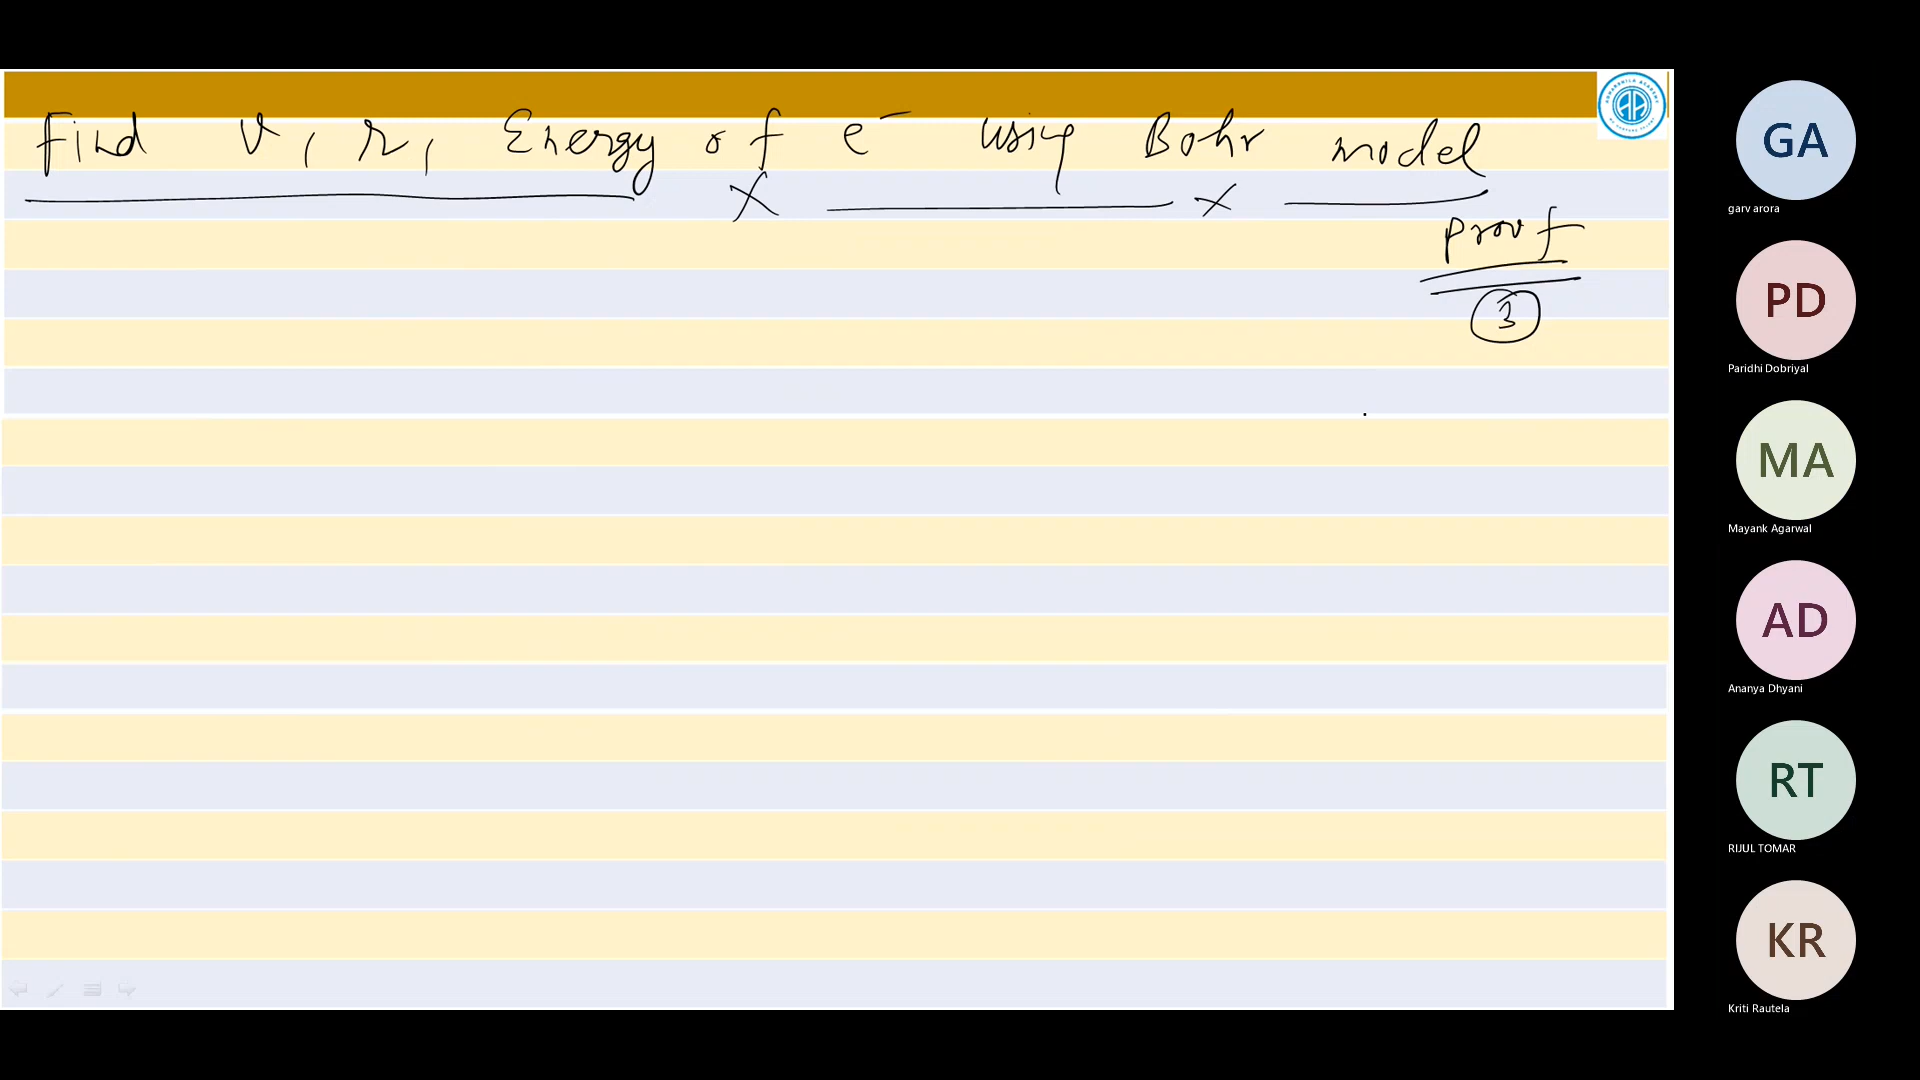 Find v, r, Energy of e⁻ using Bohr model
proof
3
GA
garv arora
PD
Paridhi Dobriyal
MA
Mayank Agarwal
AD
Ananya Dhyani
RT
RIJUL TOMAR
KR
Kriti Rautela